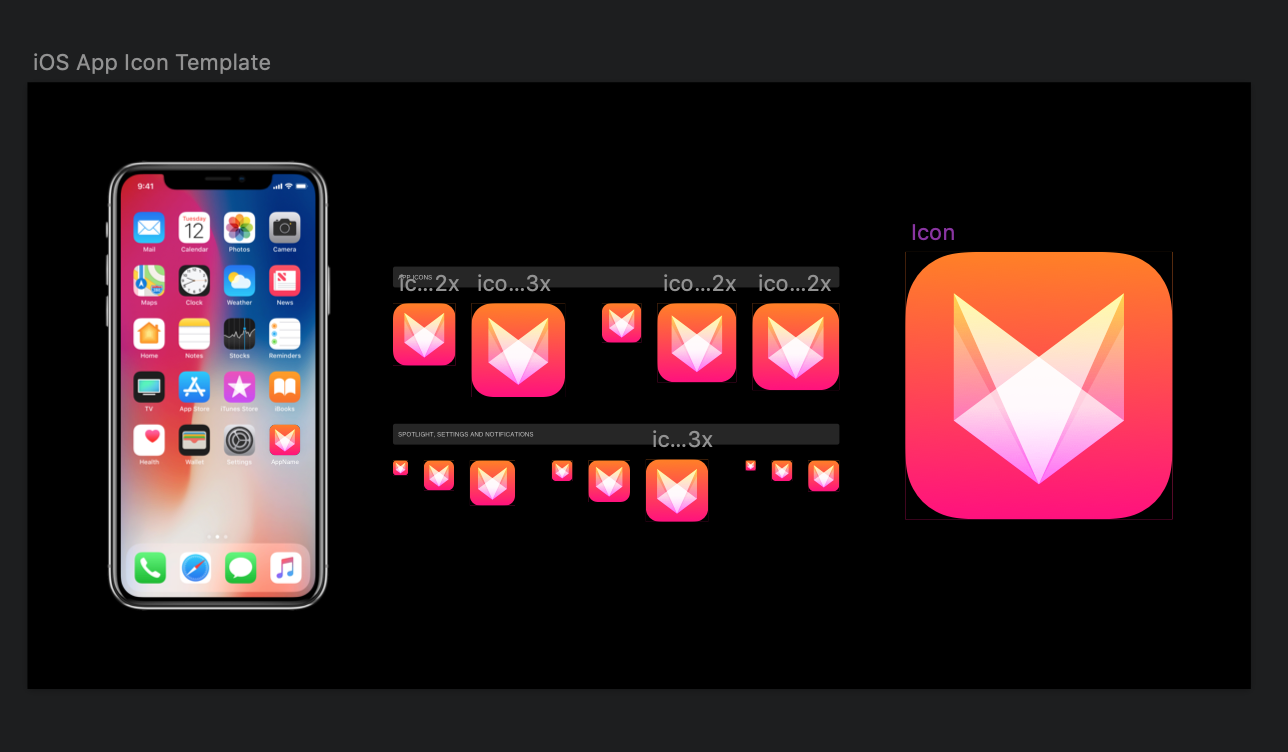 iOS App Icon Template
9:41
Tuesday
12
Mail Calendar Photos Camera
Maps Clock Weather News
Home Notes Stocks Reminders
TV App Store iTunes Store iBooks
Health Wallet Settings AppName
APP ICONS
ic...2x ico...3x ico...2x ico...2x
SPOTLIGHT, SETTINGS AND NOTIFICATIONS
ic...3x
Icon